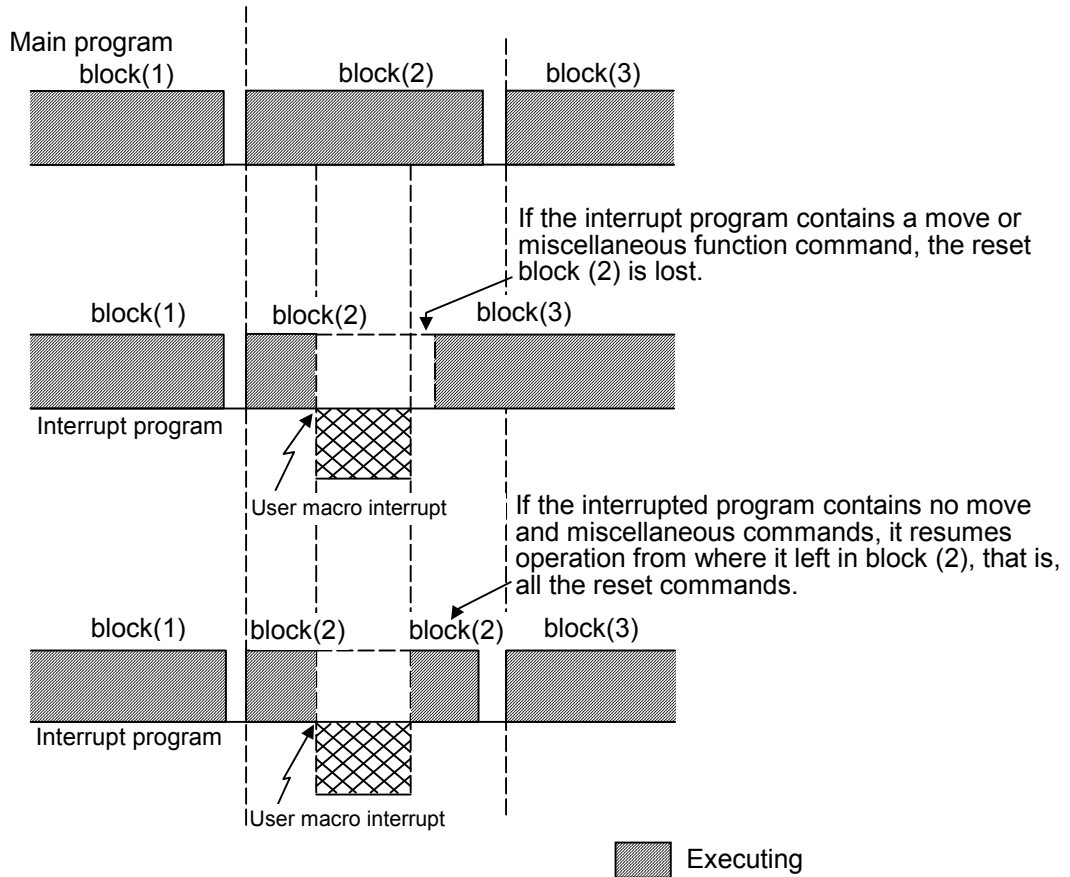 Main program
block(1)
block(2)
block(3)
If the interrupt program contains a move or
miscellaneous function command, the reset
block (2) is lost.
block(1)
block(2)
block(3)
Interrupt program
User macro interrupt
If the interrupted program contains no move
and miscellaneous commands, it resumes
operation from where it left in block (2), that is,
all the reset commands.
block(1)
block(2)
block(2)
block(3)
Interrupt program
User macro interrupt
Executing